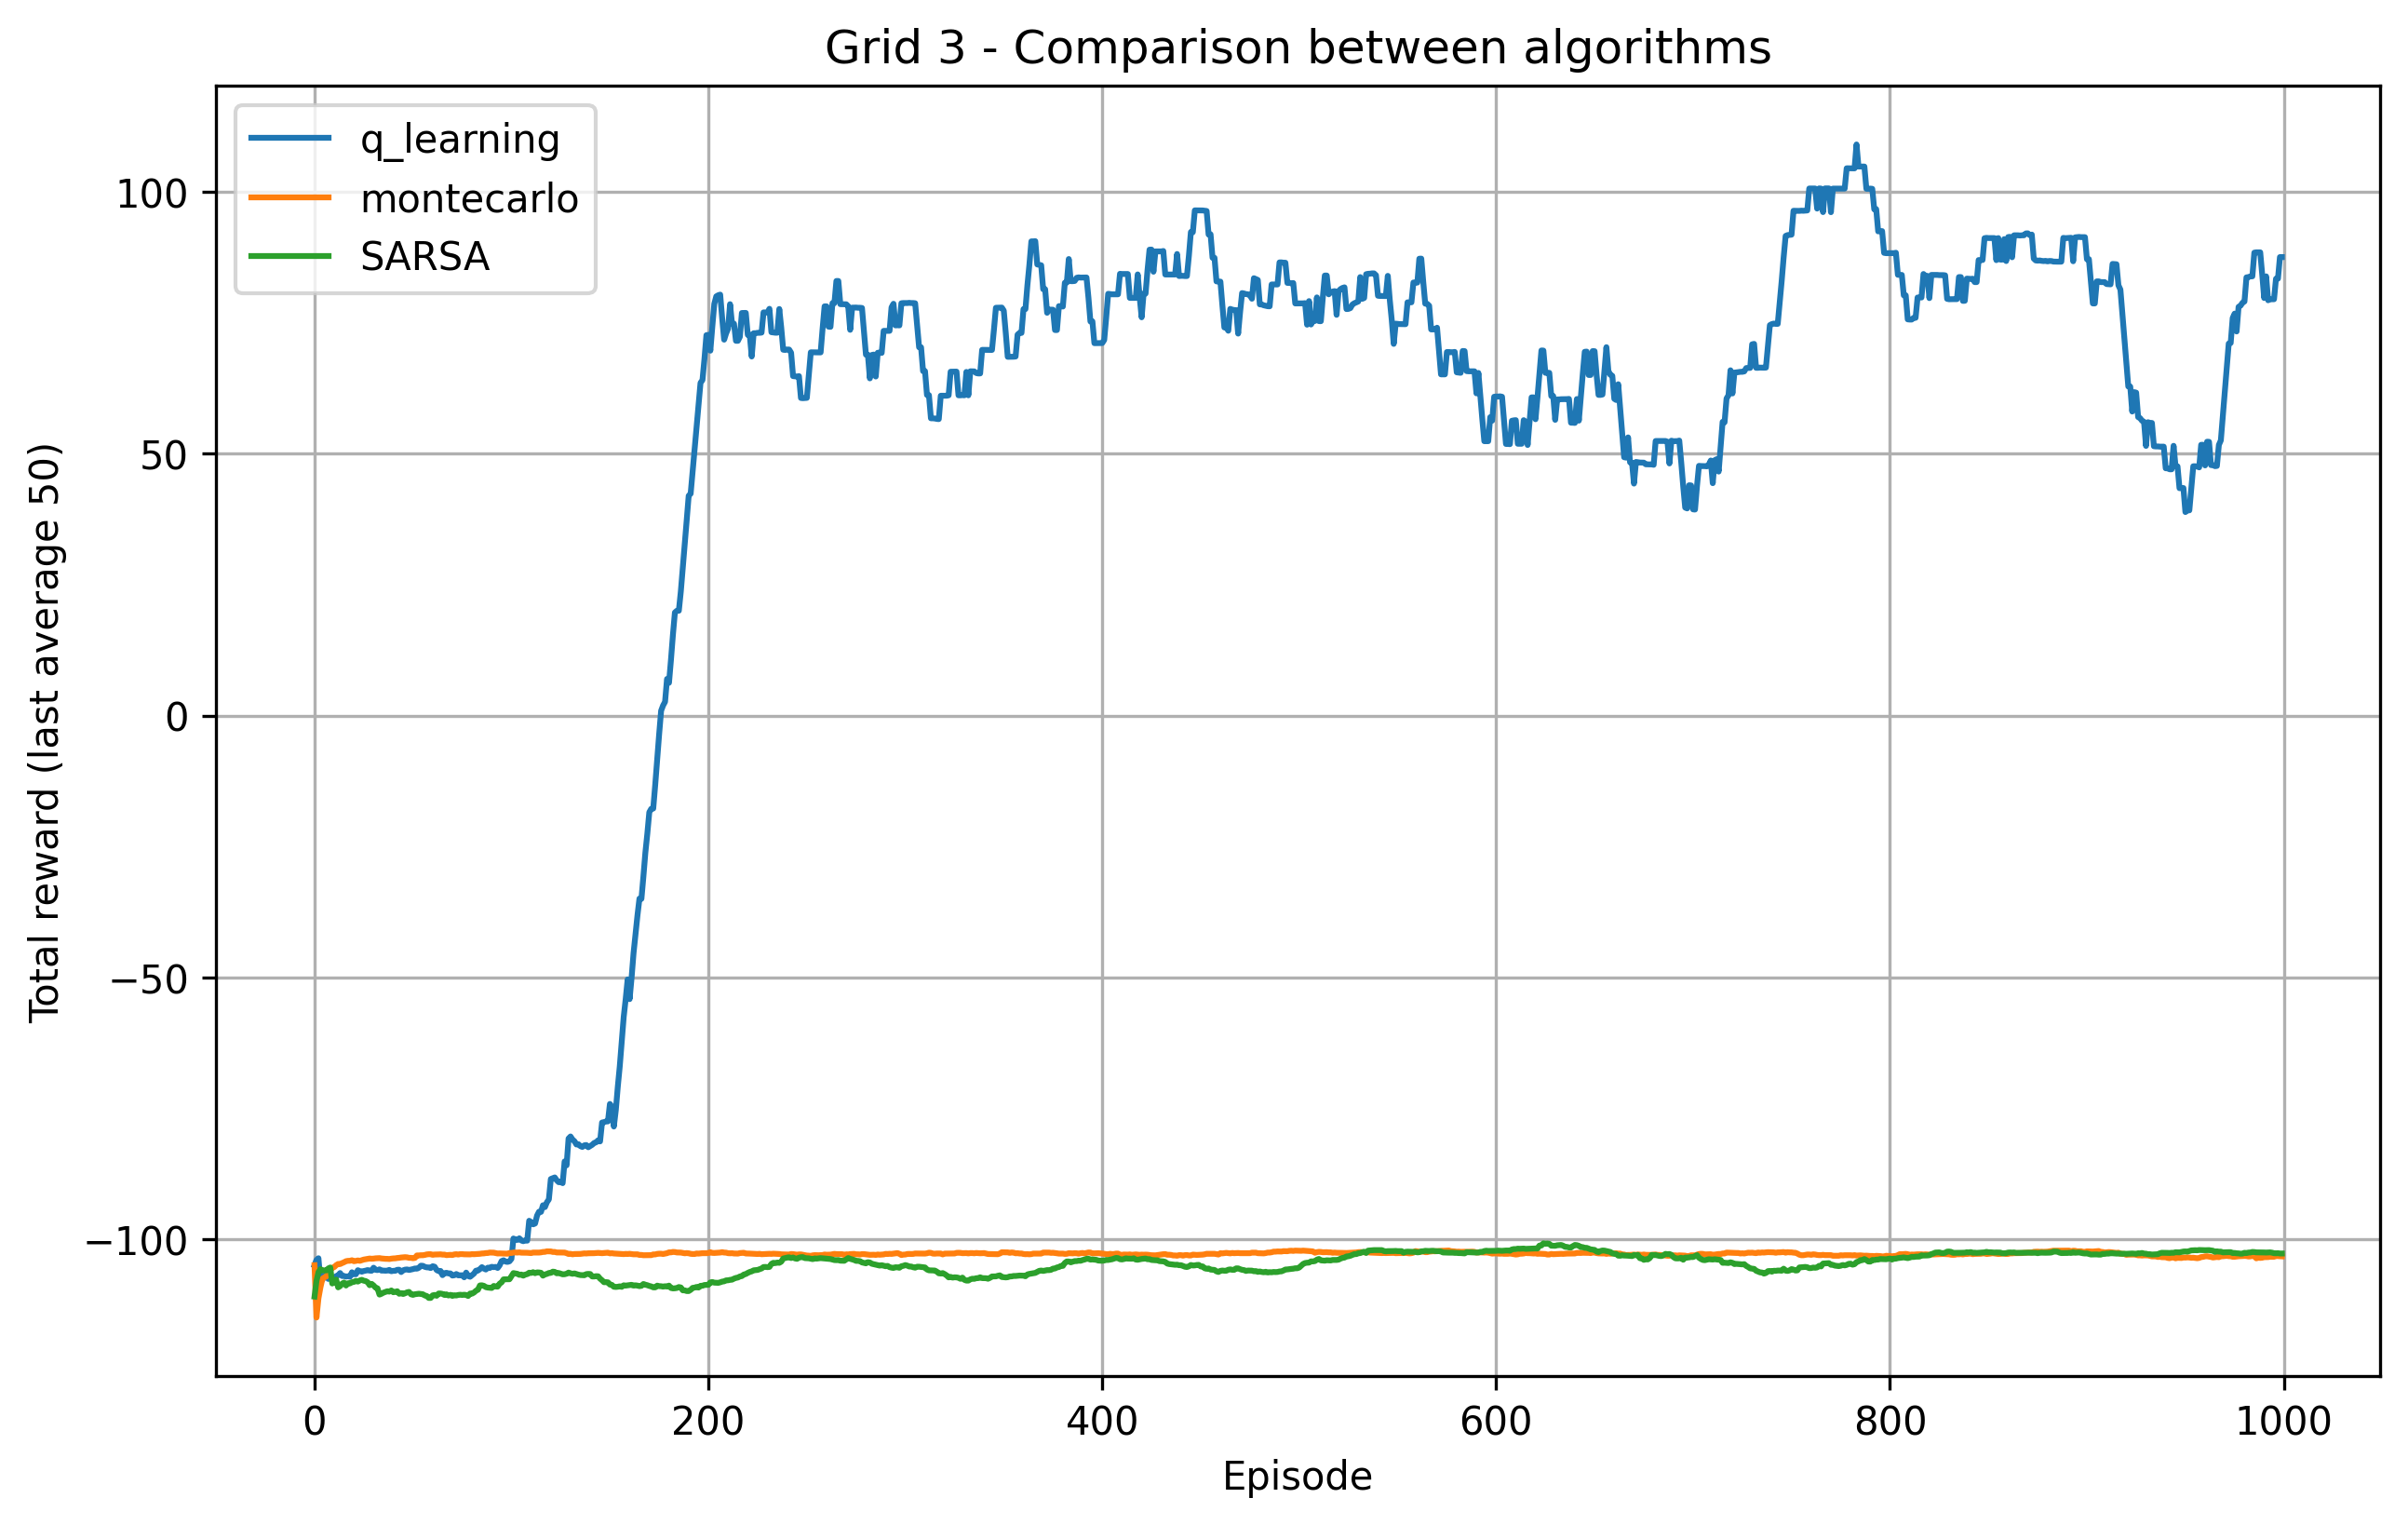 Grid 3 - Comparison between algorithms
q_learning
montecarlo
SARSA
Total reward (last average 50)
100
50
0
−50
−100
0
200
400
600
800
1000
Episode